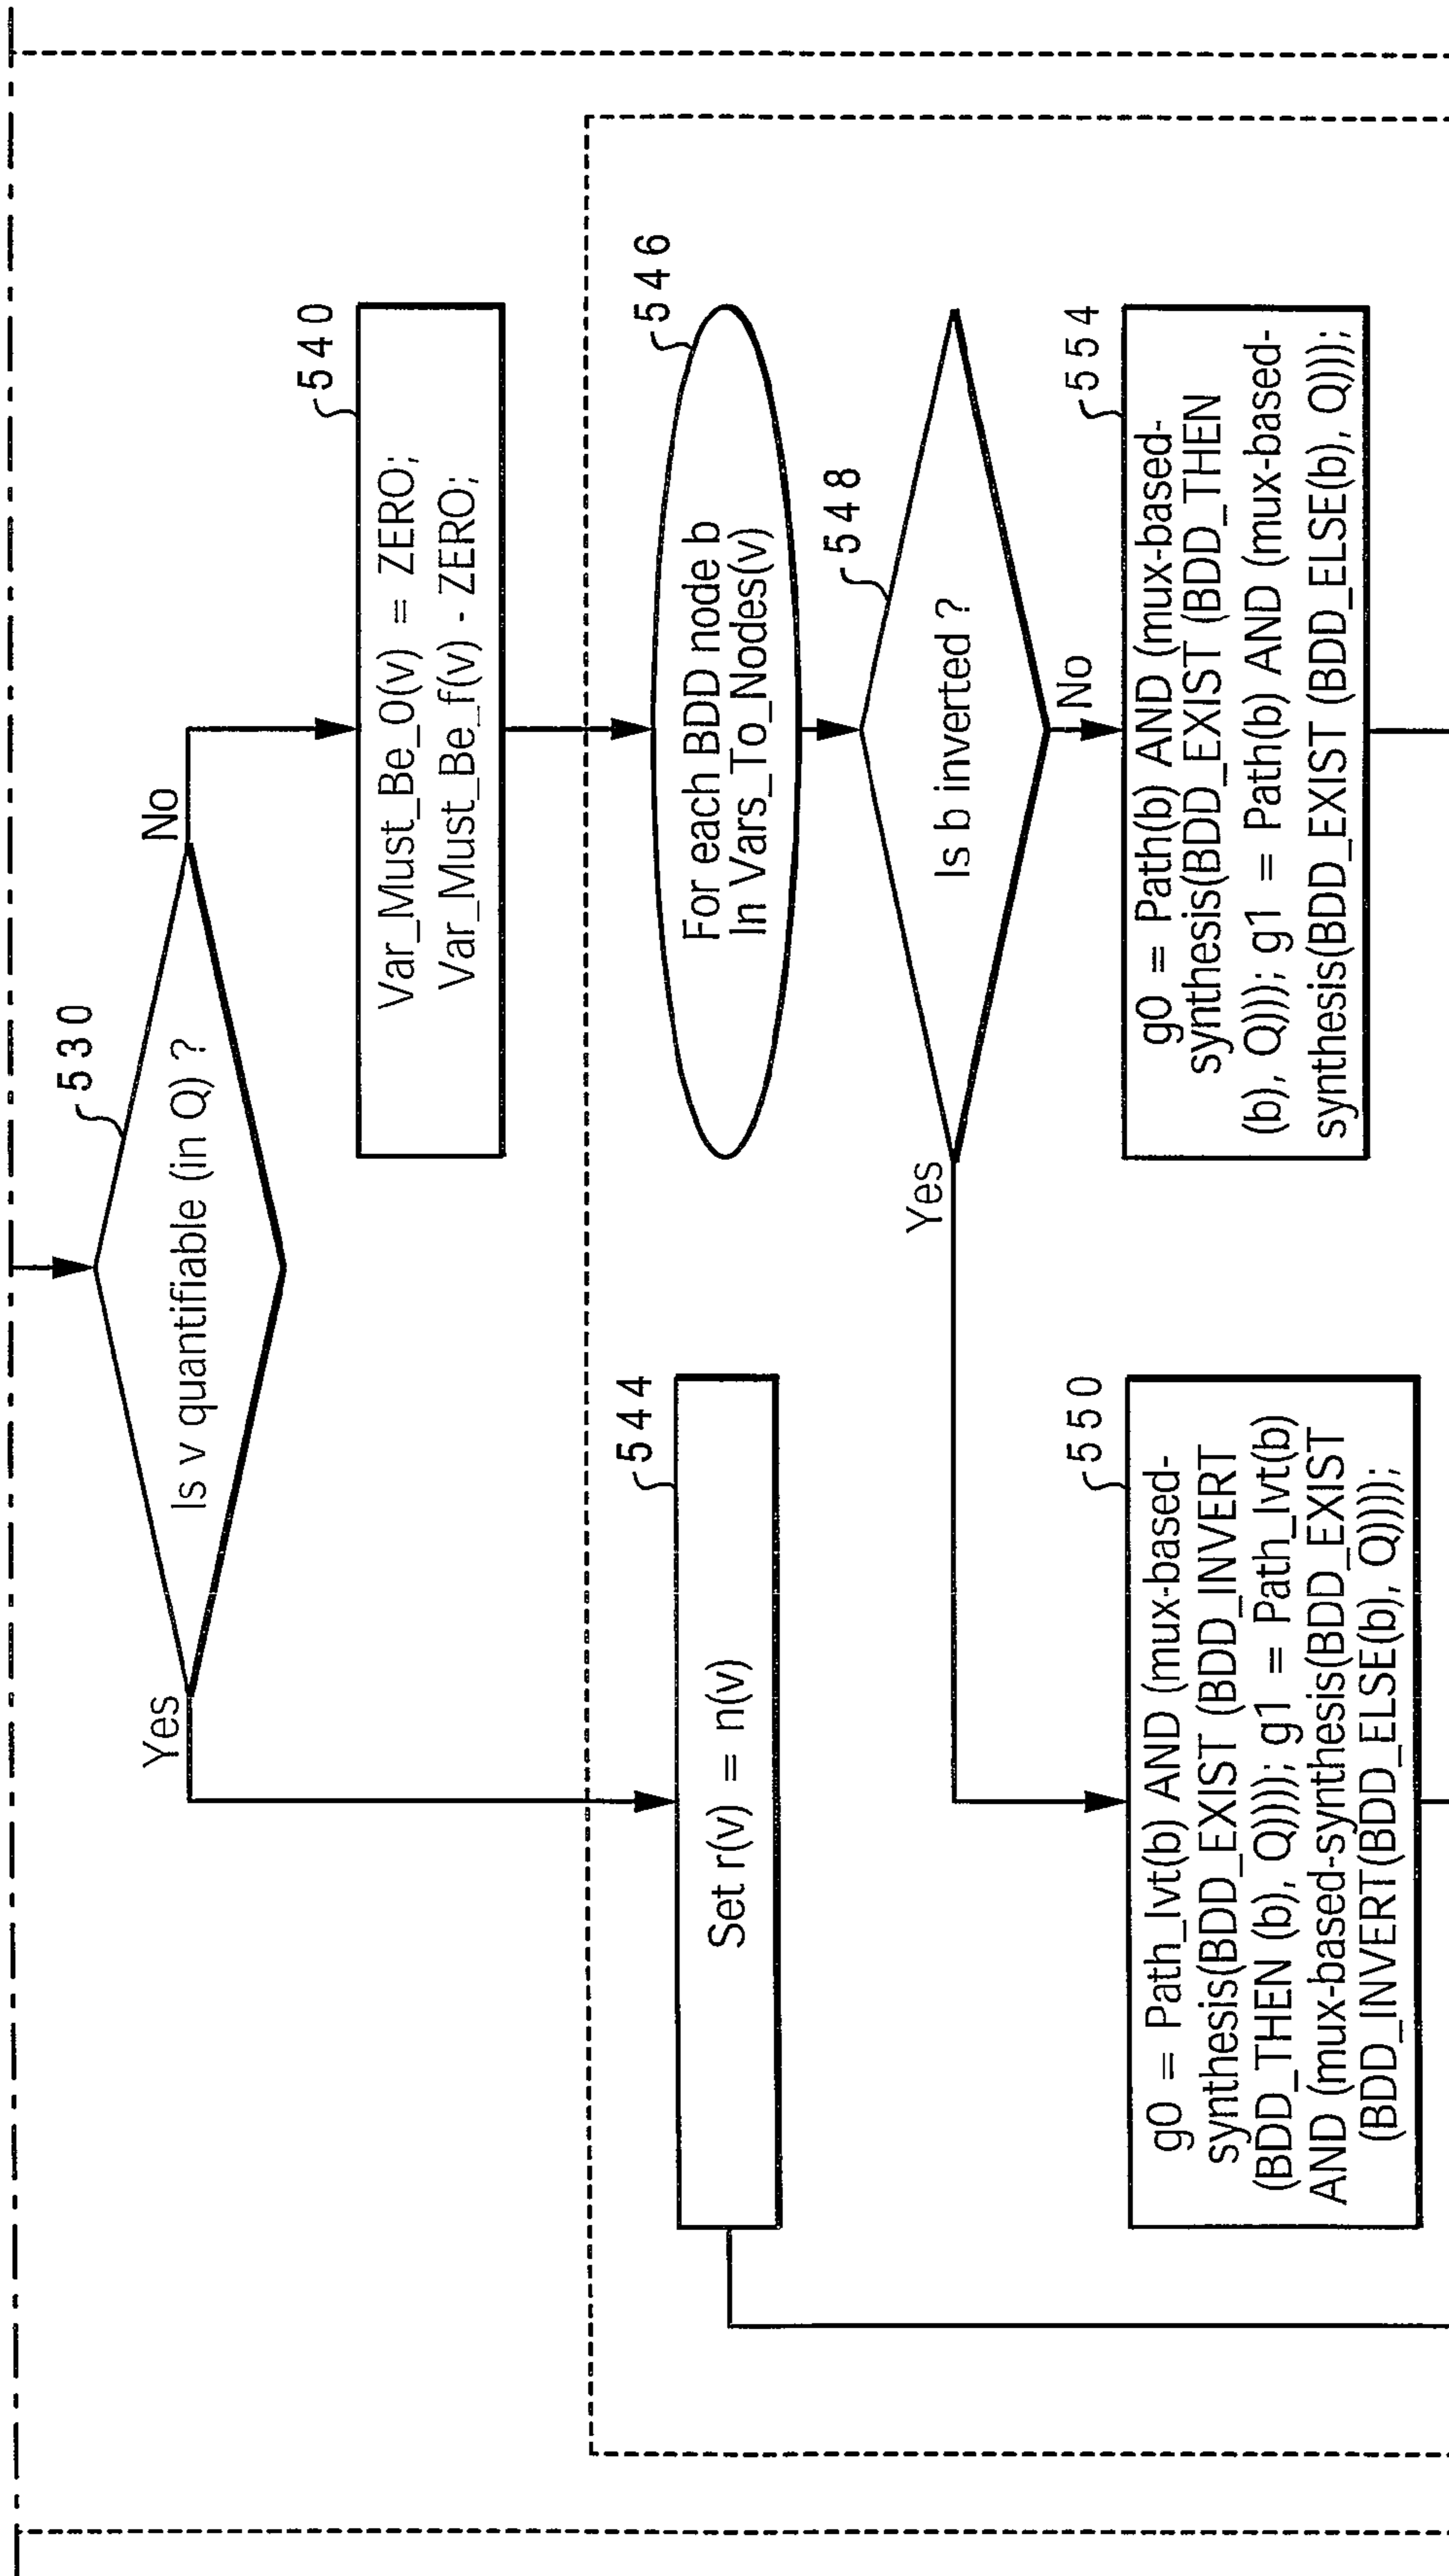 530
Is v quantifiable (in Q) ?
Yes
No
540
Var_Must_Be_0(v) = ZERO;
Var_Must_Be_f(v) - ZERO;
544
Set r(v) = n(v)
546
For each BDD node b
In Vars_To_Nodes(v)
548
Is b inverted ?
Yes
No
550
g0 = Path_Ivt(b) AND (mux-based-
synthesis(BDD_EXIST (BDD_INVERT
(BDD_THEN (b), Q)))); g1 = Path_Ivt(b)
AND (mux-based-synthesis(BDD_EXIST
(BDD_INVERT(BDD_ELSE(b), Q))));
554
g0 = Path(b) AND (mux-based-
synthesis(BDD_EXIST (BDD_THEN
(b), Q))); g1 = Path(b) AND (mux-based-
synthesis(BDD_EXIST (BDD_ELSE(b), Q)));